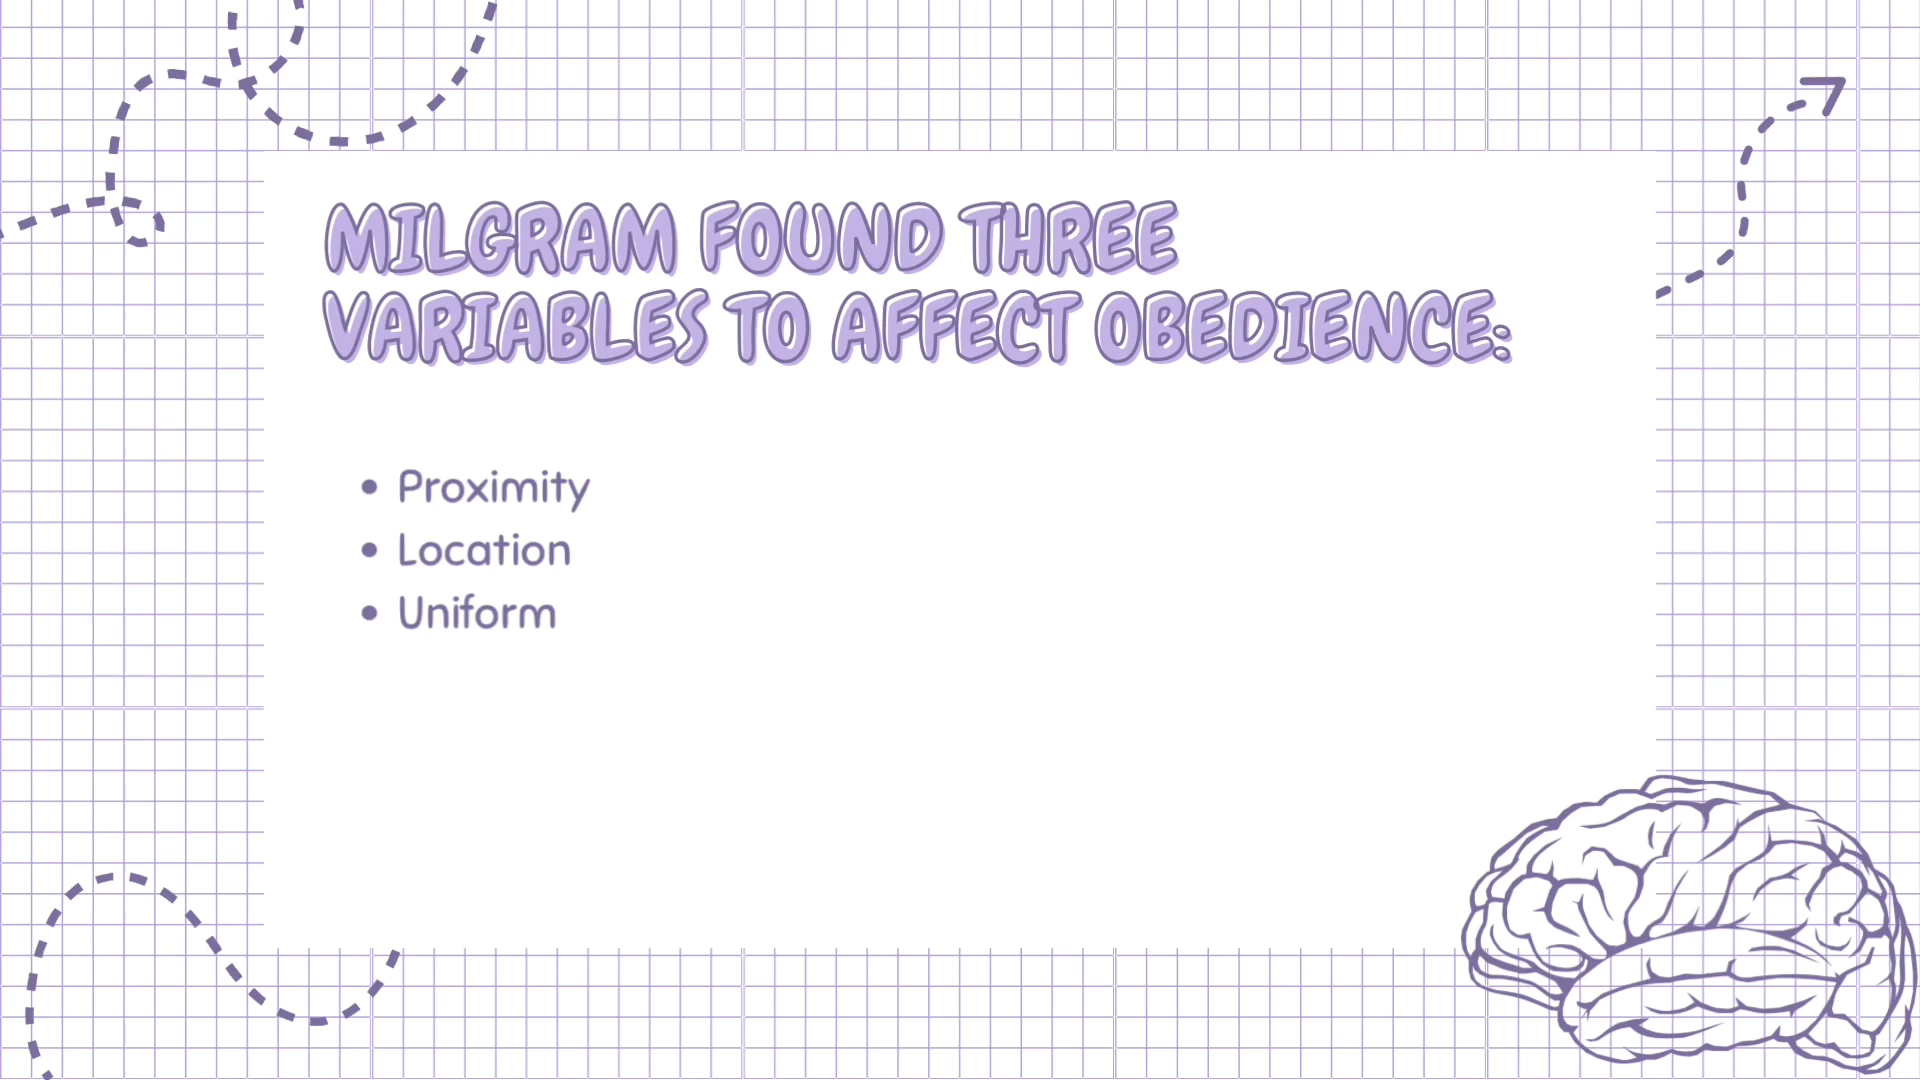 MILGRAM FOUND THREE
VARIABLES TO AFFECT OBEDIENCE:
• Proximity
• Location
• Uniform